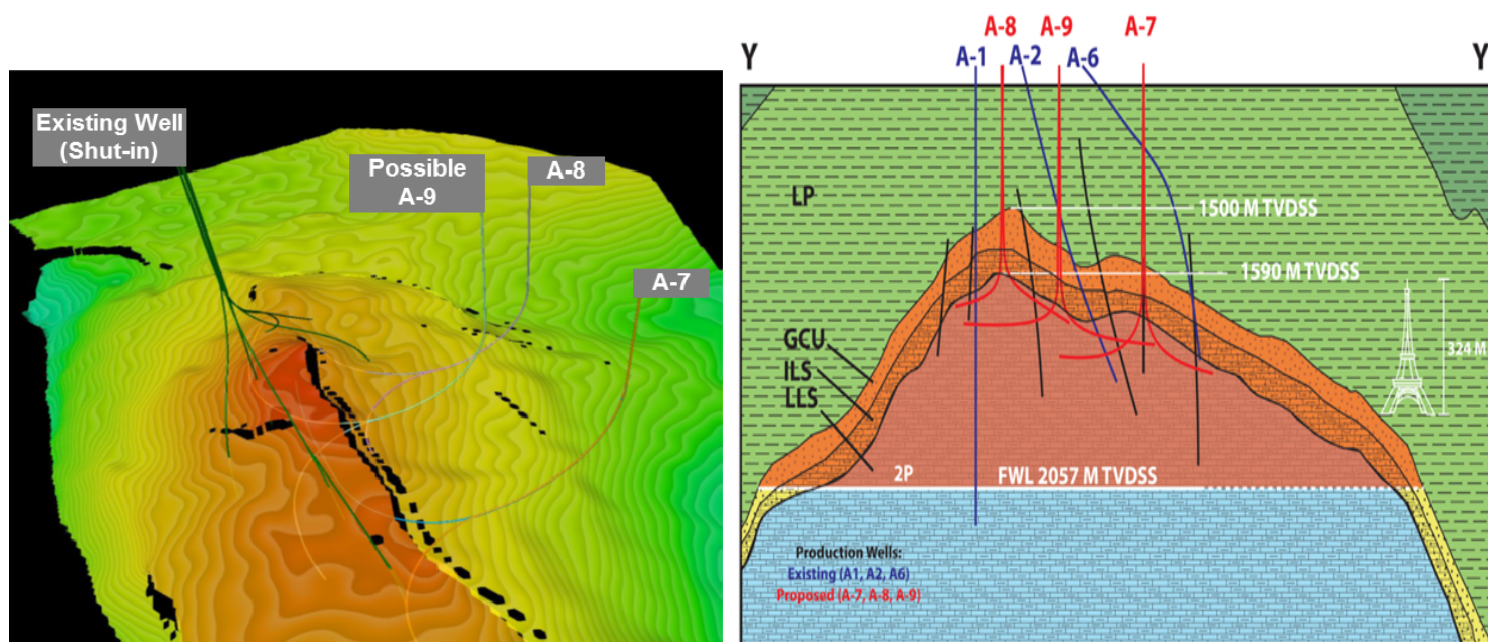 Existing Well
(Shut-in)
Possible
A-9
A-8
A-7
A-8
A-9
A-7
Y
A-1
A-2
A-6
Y
LP
1500 M TVDSS
1590 M TVDSS
GCU
ILS
LLS
324 M
2P
FWL 2057 M TVDSS
Production Wells:
Existing (A1, A2, A6)
Proposed (A-7, A-8, A-9)